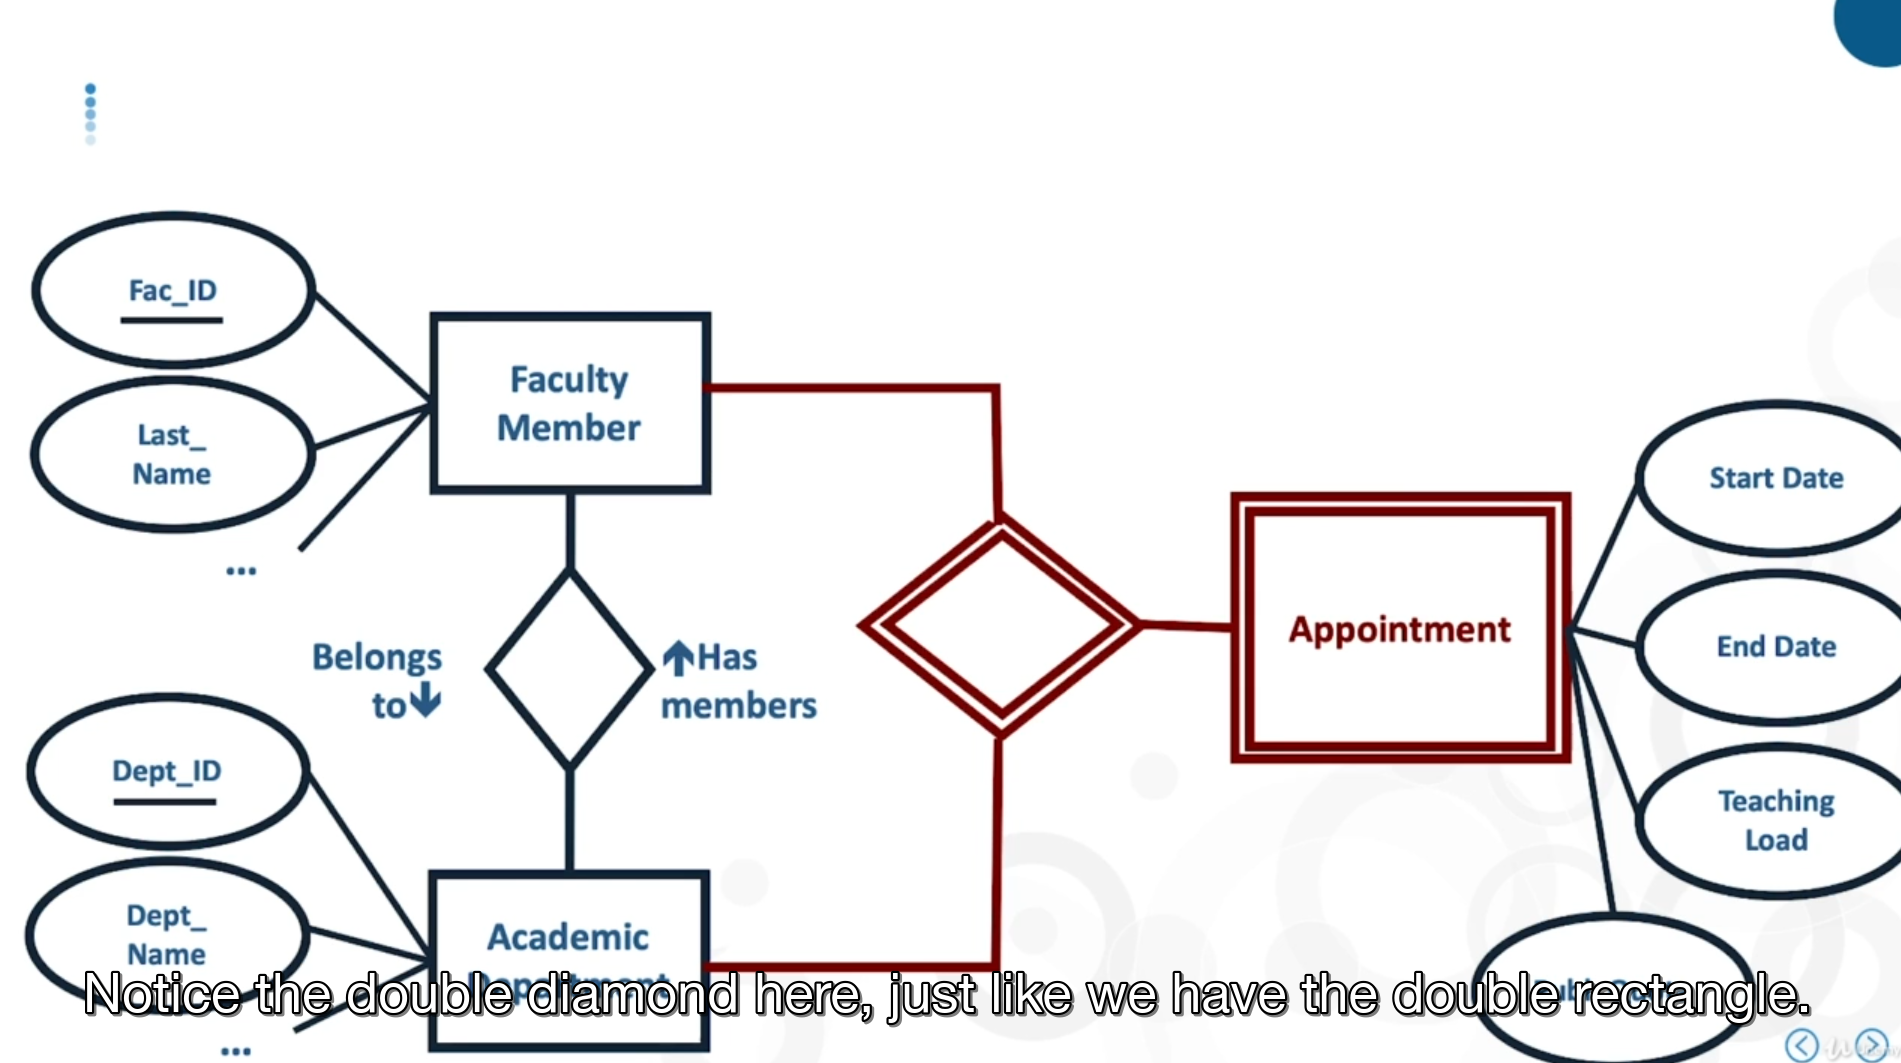 Fac_ID
Last_
Name
...
Faculty
Member
Belongs
to
Has
members
Dept_ID
Dept_
Name
...
Academic
Department
Appointment
Start Date
End Date
Teaching
Load
Notice the double diamond here, just like we have the double rectangle.